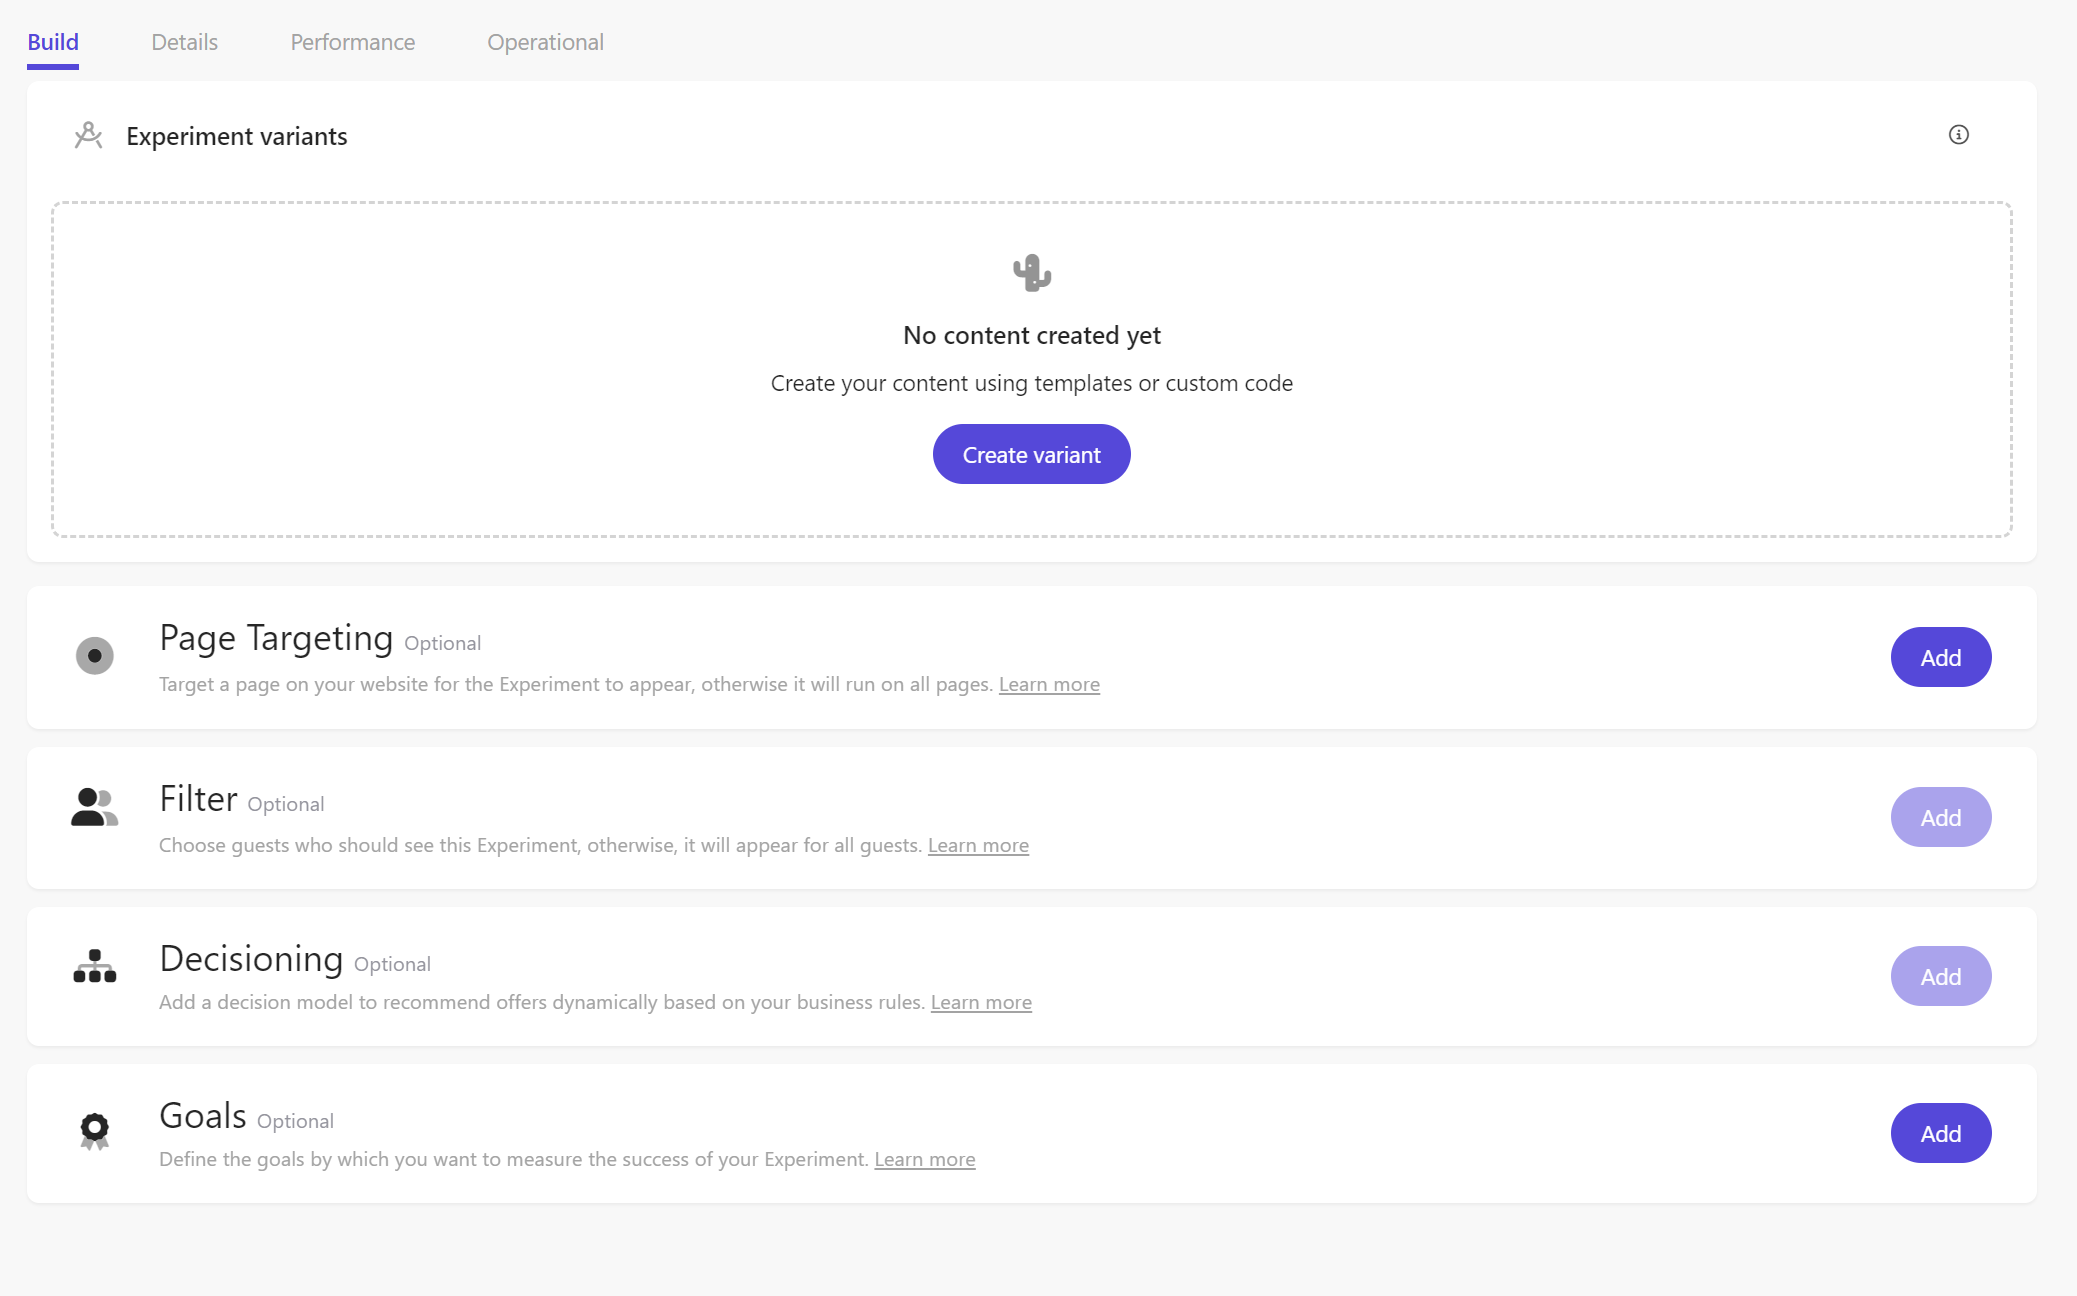 Build Details Performance Operational
Experiment variants
No content created yet
Create your content using templates or custom code
Create variant
Page Targeting Optional
Target a page on your website for the Experiment to appear, otherwise it will run on all pages. Learn more
Add
Filter Optional
Choose guests who should see this Experiment, otherwise, it will appear for all guests. Learn more
Add
Decisioning Optional
Add a decision model to recommend offers dynamically based on your business rules. Learn more
Add
Goals Optional
Define the goals by which you want to measure the success of your Experiment. Learn more
Add